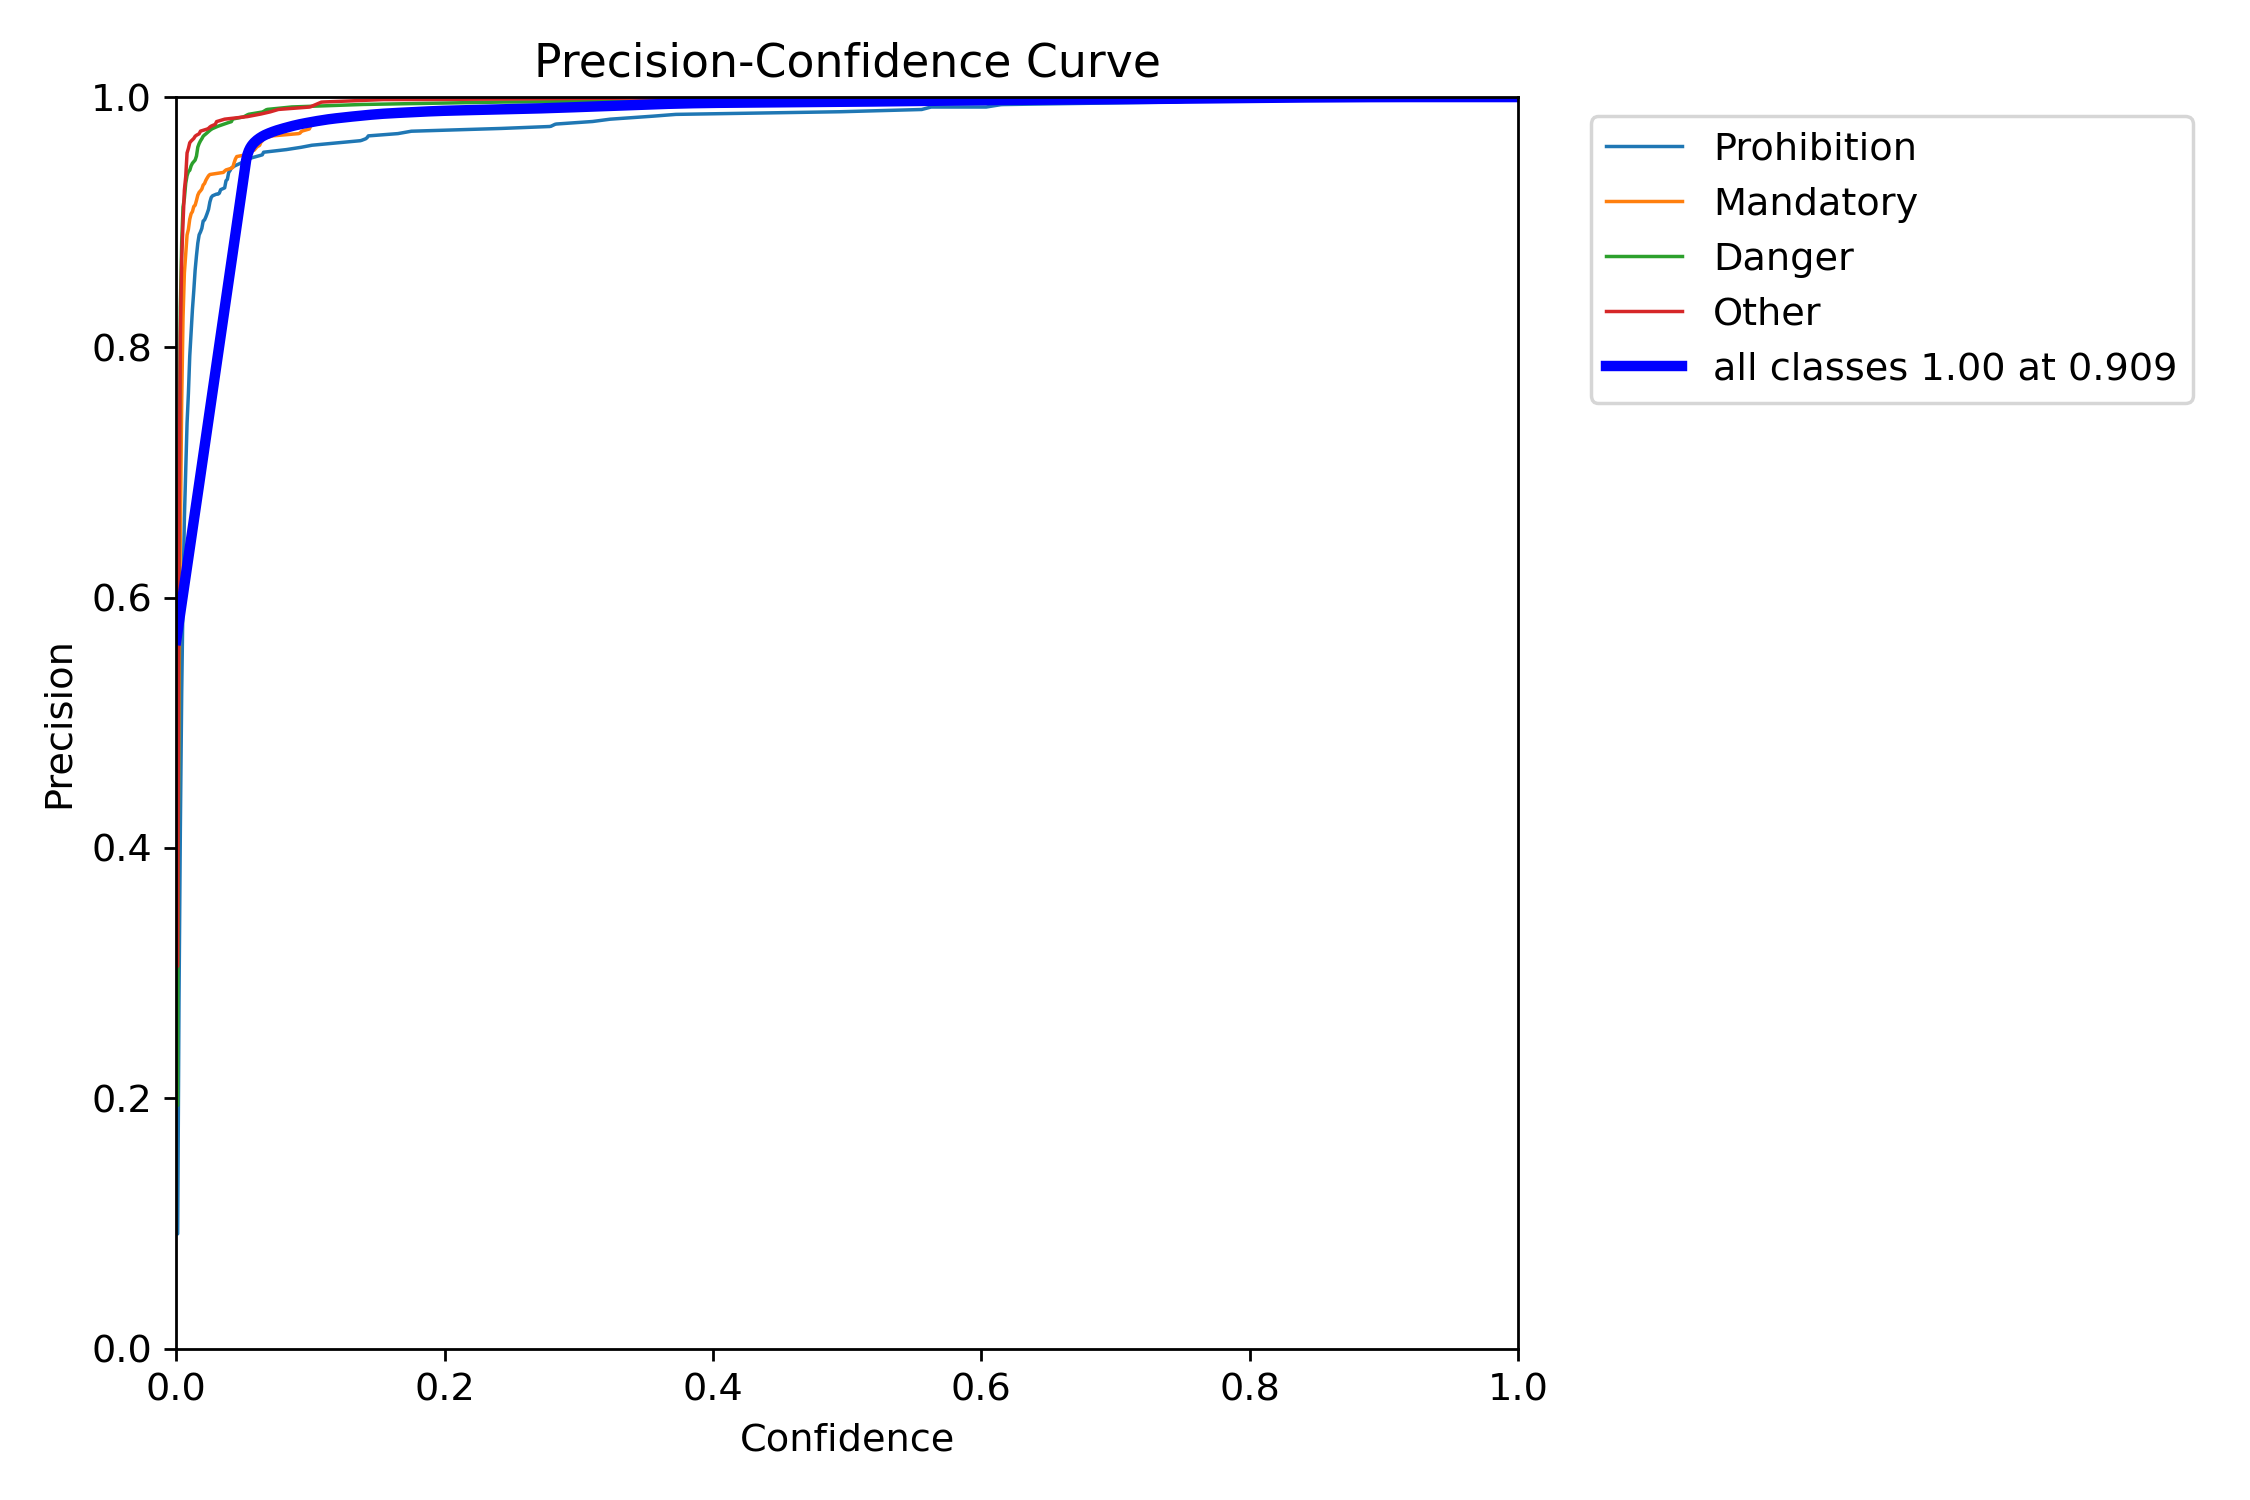 Precision-Confidence Curve
1.0
0.8
0.6
0.4
0.2
0.0
Precision
0.0 0.2 0.4 0.6 0.8 1.0
Confidence
Prohibition
Mandatory
Danger
Other
all classes 1.00 at 0.909